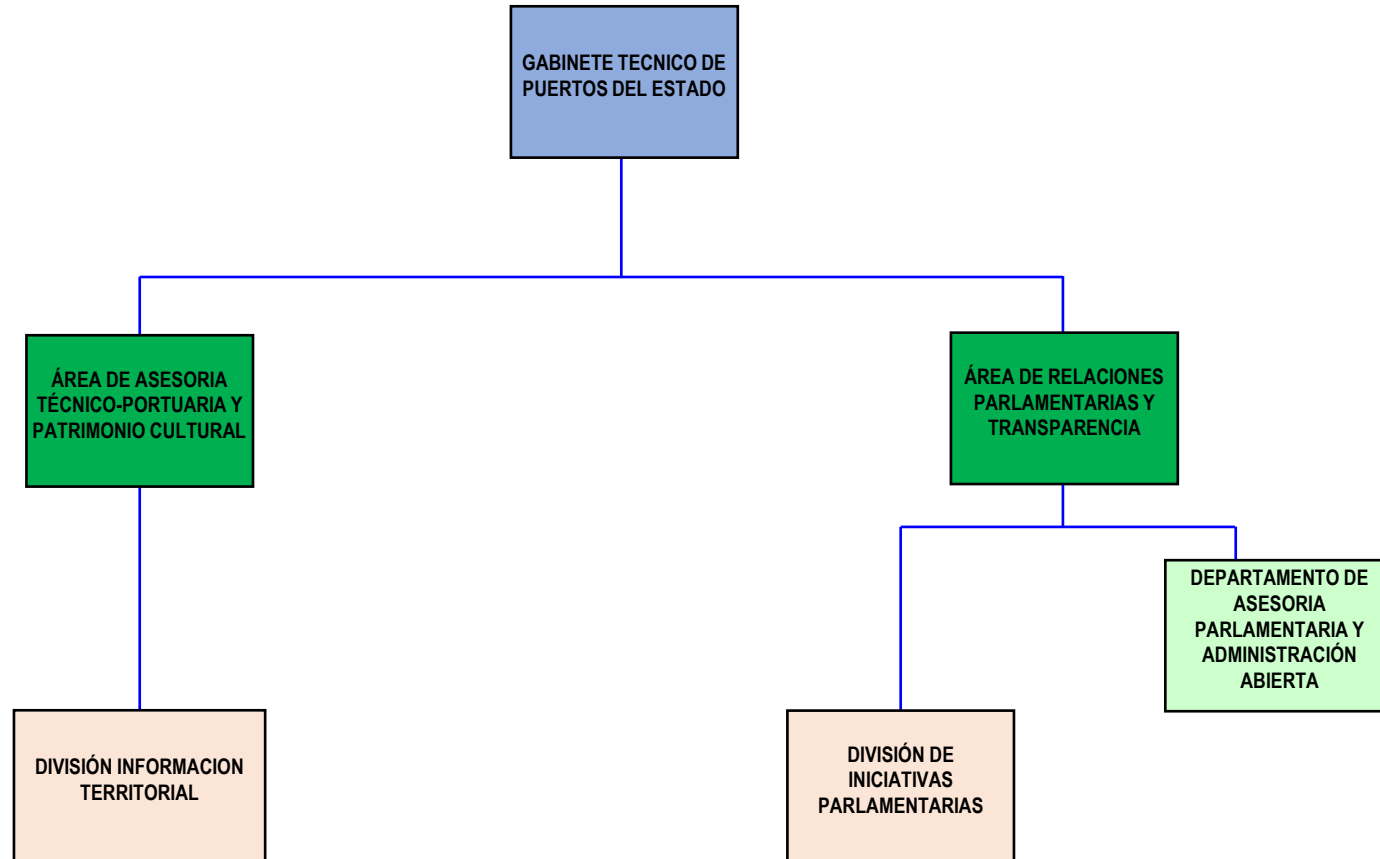 GABINETE TECNICO DE
PUERTOS DEL ESTADO
ÁREA DE ASESORIA
TÉCNICO-PORTUARIA Y
PATRIMONIO CULTURAL
ÁREA DE RELACIONES
PARLAMENTARIAS Y
TRANSPARENCIA
DEPARTAMENTO DE
ASESORIA
PARLAMENTARIA Y
ADMINISTRACIÓN
ABIERTA
DIVISIÓN INFORMACION
TERRITORIAL
DIVISIÓN DE
INICIATIVAS
PARLAMENTARIAS